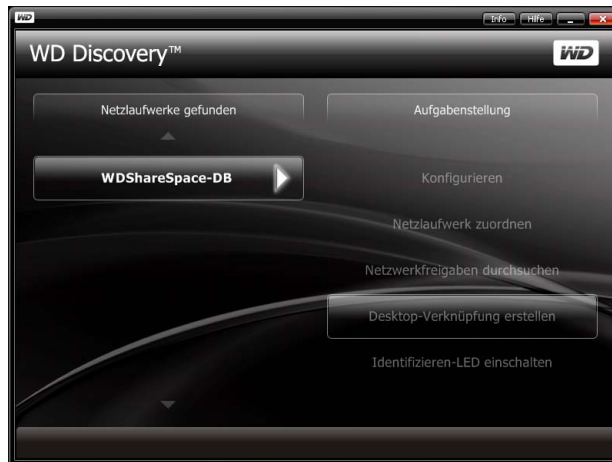 WD
Info
Hilfe
WD Discovery™
WD
Netzlaufwerke gefunden
Aufgabenstellung
WDShareSpace-DB
Konfigurieren
Netzlaufwerk zuordnen
Netzwerkfreigaben durchsuchen
Desktop-Verknüpfung erstellen
Identifizieren-LED einschalten